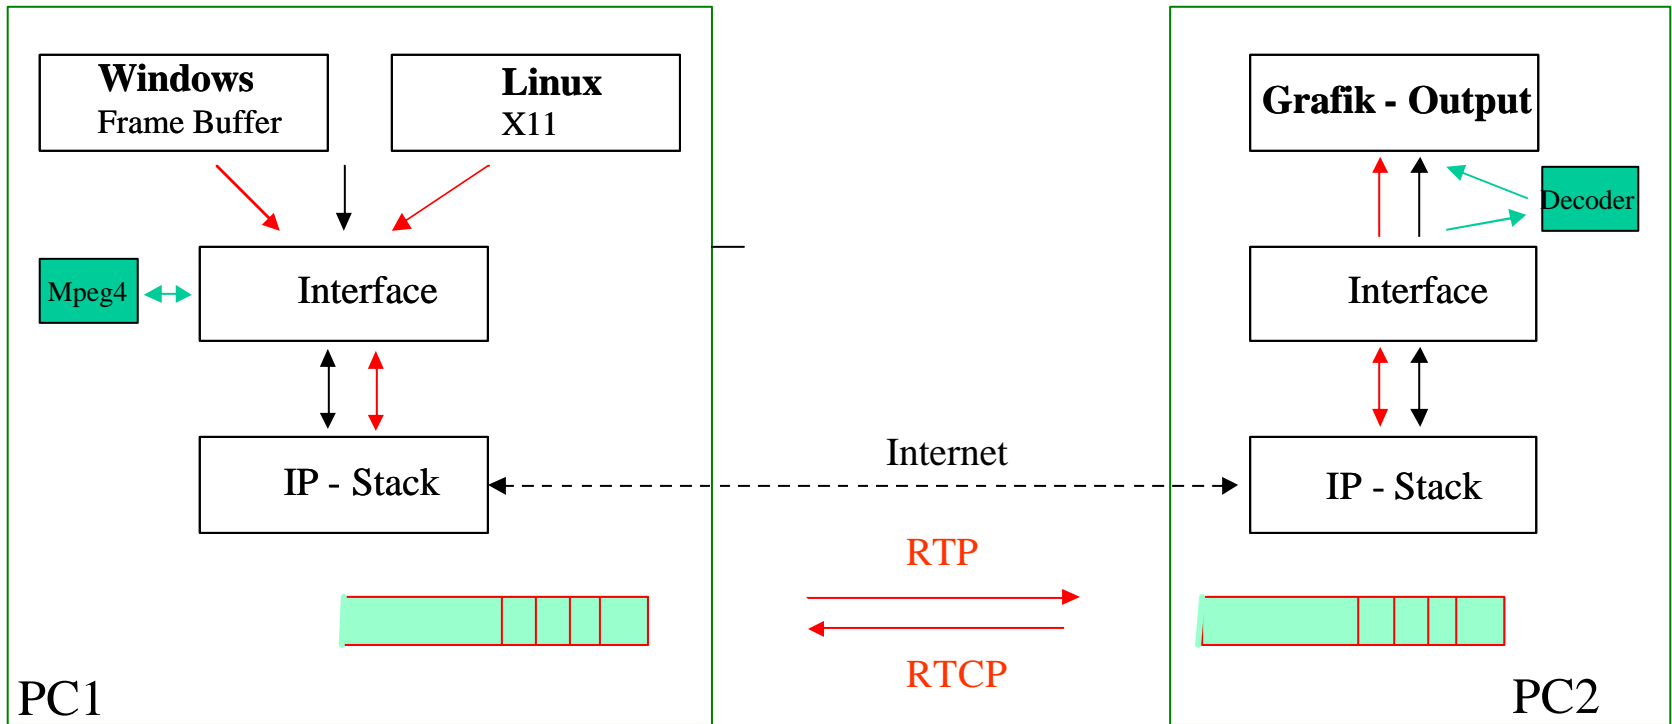 Windows
Frame Buffer
Linux
X11
Grafik - Output
Decoder
Mpeg4
Interface
Interface
Internet
IP - Stack
IP - Stack
RTP
RTCP
PC1
PC2